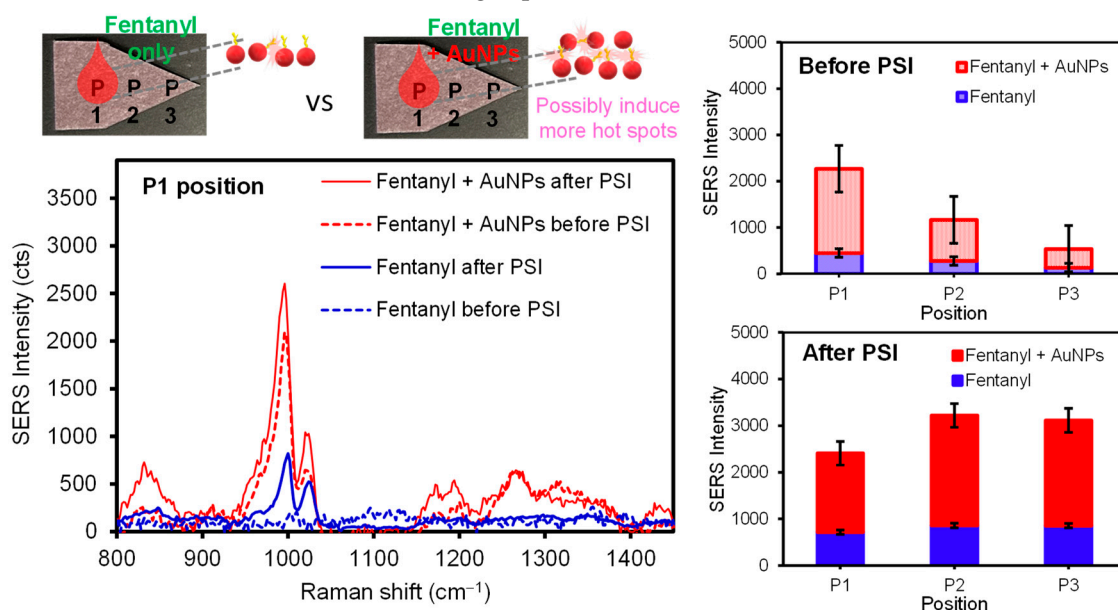 Fentanyl
only
P P P
1 2 3
vs
Fentanyl
+ AuNPs
P P P
1 2 3
Possibly induce
more hot spots
P1 position
Fentanyl + AuNPs after PSI
Fentanyl + AuNPs before PSI
Fentanyl after PSI
Fentanyl before PSI
SERS Intensity (cts)
3500
3000
2500
2000
1500
1000
500
0
800 900 1000 1100 1200 1300 1400
Raman shift (cm⁻¹)
Before PSI
Fentanyl + AuNPs
Fentanyl
SERS Intensity
5000
4000
3000
2000
1000
0
P1 P2 P3
Position
After PSI
Fentanyl + AuNPs
Fentanyl
SERS Intensity
5000
4000
3000
2000
1000
0
P1 P2 P3
Position